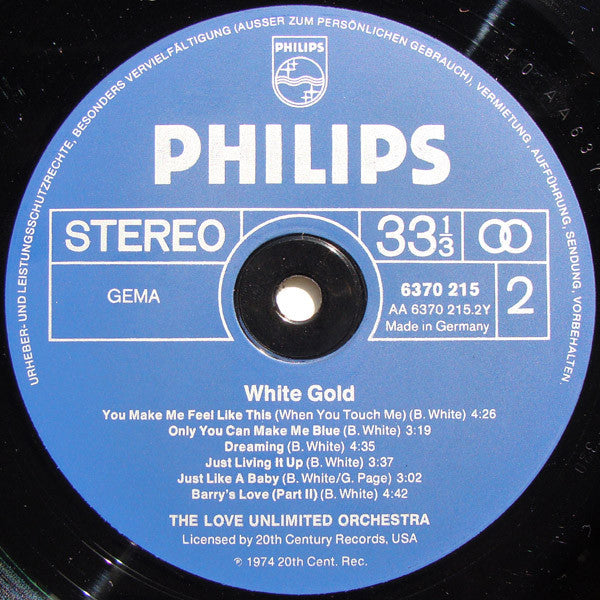 URHEBER- UND LEISTUNGSSCHUTZRECHTE, BESONDERS VERVIELFÄLTIGUNG (AUSSER ZUM PERSÖNLICHEN GEBRAUCH), VERMIETUNG, AUFFÜHRUNG, SENDUNG, VORBEHALTEN.
PHILIPS
PHILIPS
STEREO 33 1/3
GEMA
6370 215
AA 6370 215.2Y
Made in Germany
2
White Gold
You Make Me Feel Like This (When You Touch Me) (B. White) 4:26
Only You Can Make Me Blue (B. White) 3:19
Dreaming (B. White) 4:35
Just Living It Up (B. White) 3:37
Just Like A Baby (B. White/G. Page) 3:02
Barry's Love (Part II) (B. White) 4:42
THE LOVE UNLIMITED ORCHESTRA
Licensed by 20th Century Records, USA
℗ 1974 20th Cent. Rec.